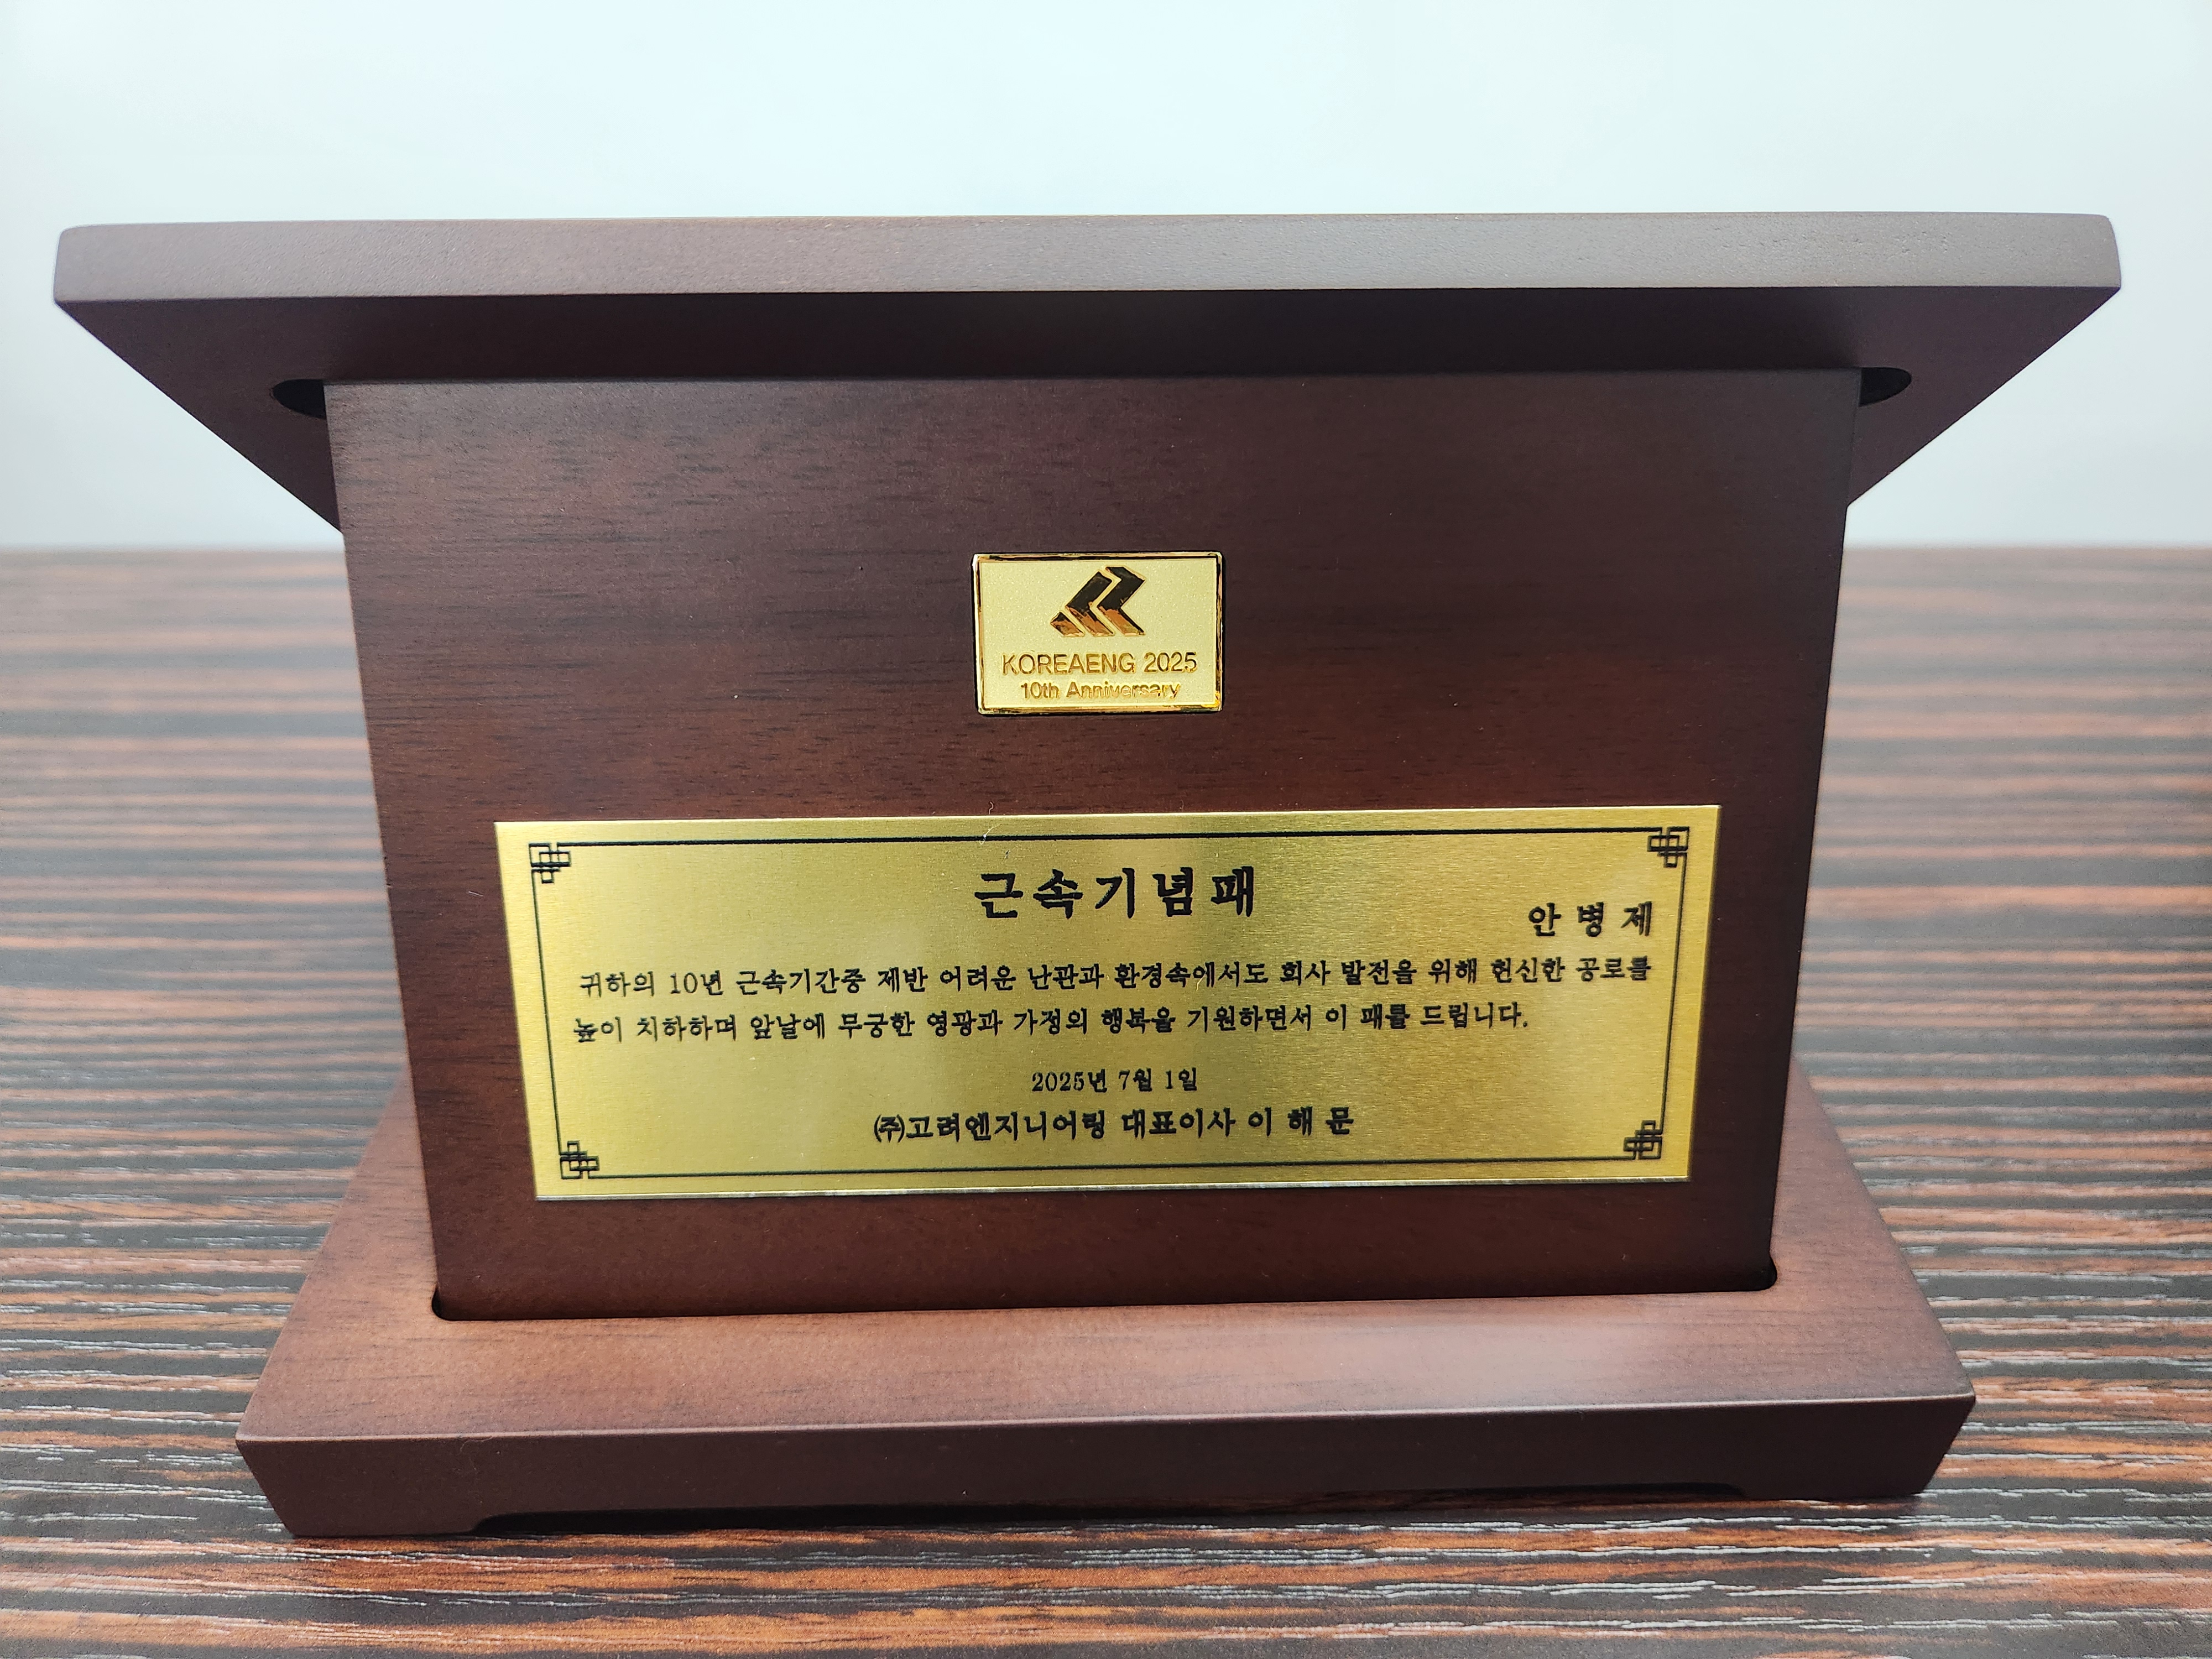 KOREAENG 2025
10th Anniversary
근속기념패
안 병 제
귀하의 10년 근속기간중 제반 어려운 난관과 환경속에서도 회사 발전을 위해 헌신한 공로를
높이 치하하며 앞날에 무궁한 영광과 가정의 행복을 기원하면서 이 패를 드립니다.
2025년 7월 1일
㈜고려엔지니어링 대표이사 이 해 문